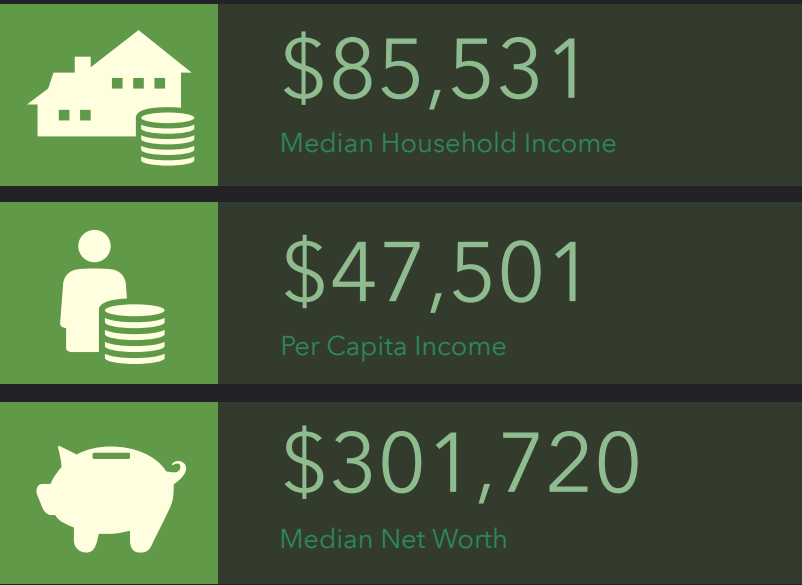 $85,531
Median Household Income
$47,501
Per Capita Income
$301,720
Median Net Worth